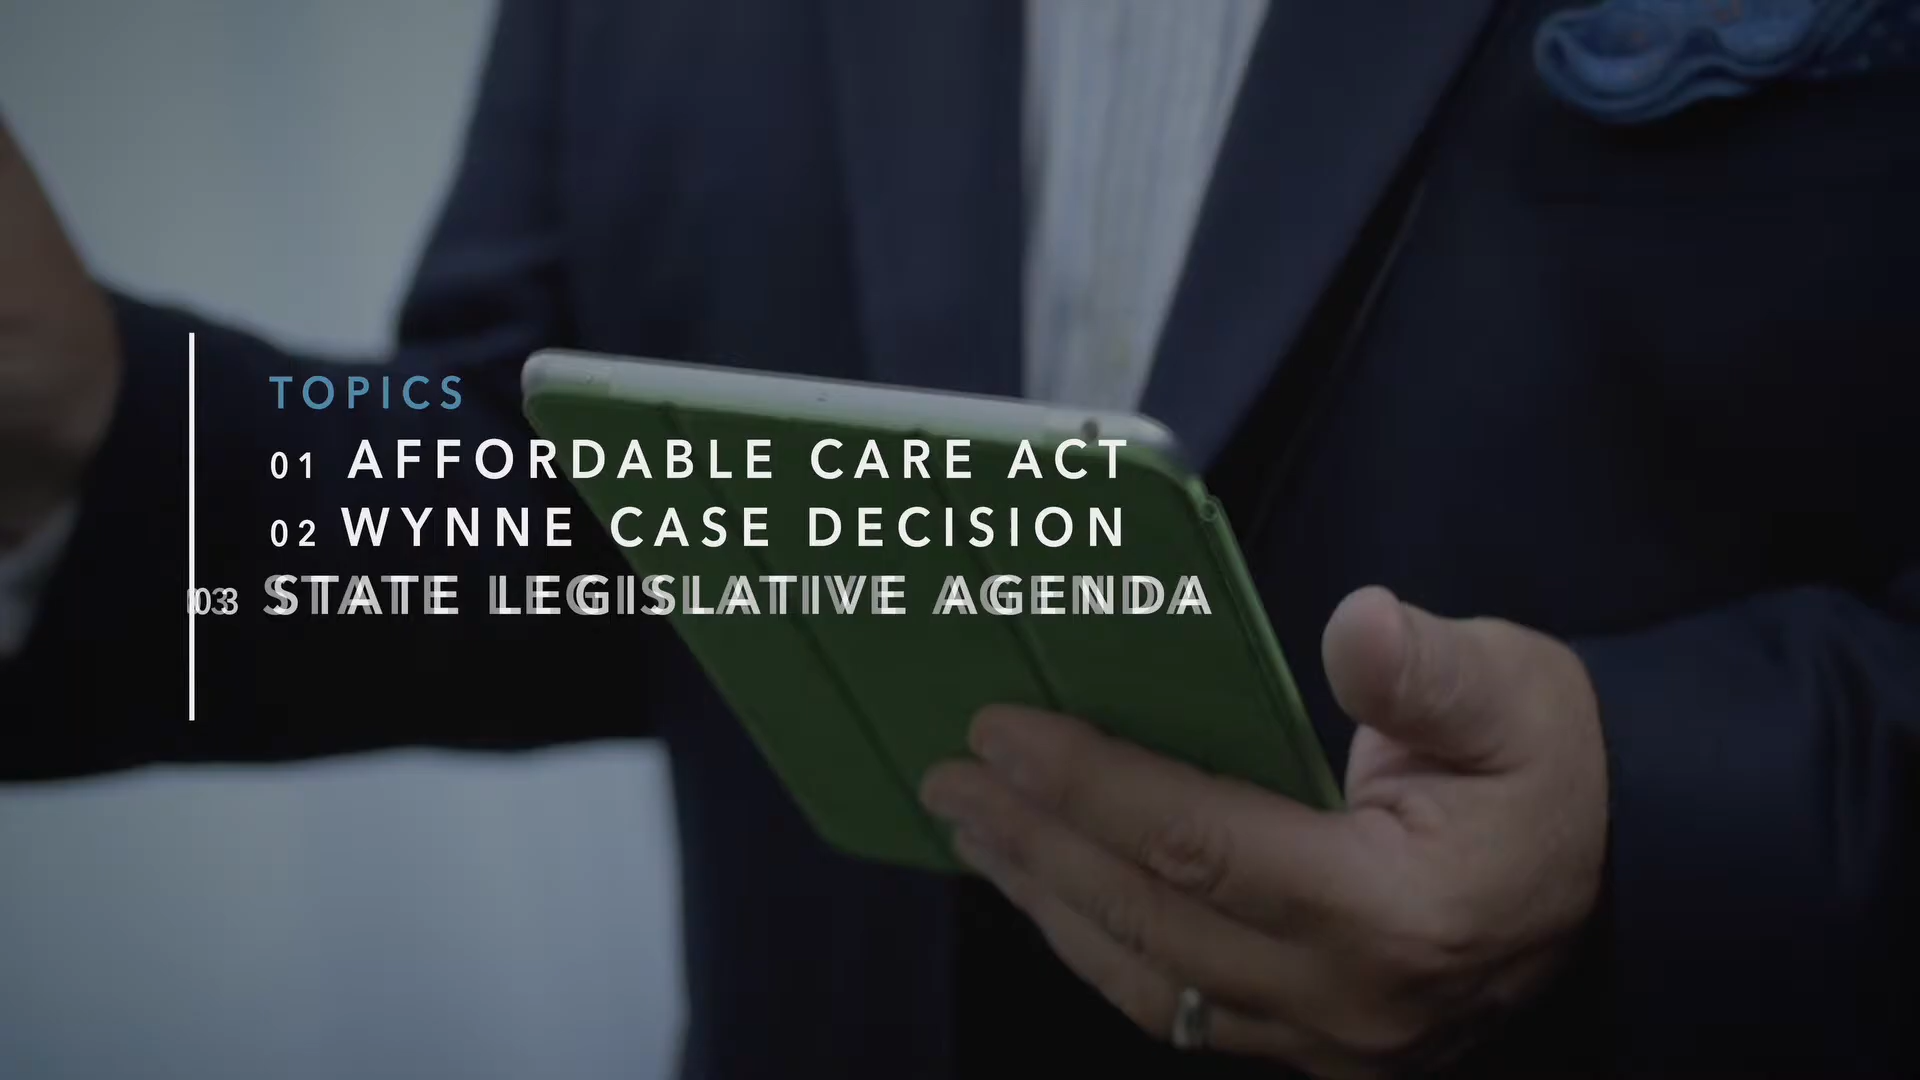 TOPICS
01 AFFORDABLE CARE ACT
02 WYNNE CASE DECISION
03 STATE LEGISLATIVE AGENDA